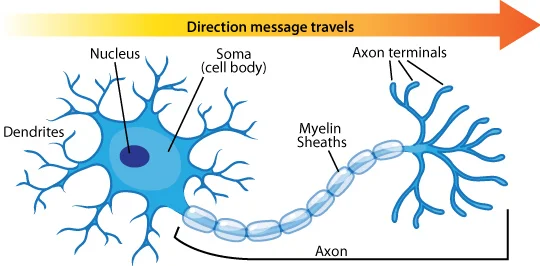 Direction message travels
Nucleus
Soma
(cell body)
Axon terminals
Dendrites
Myelin
Sheaths
Axon